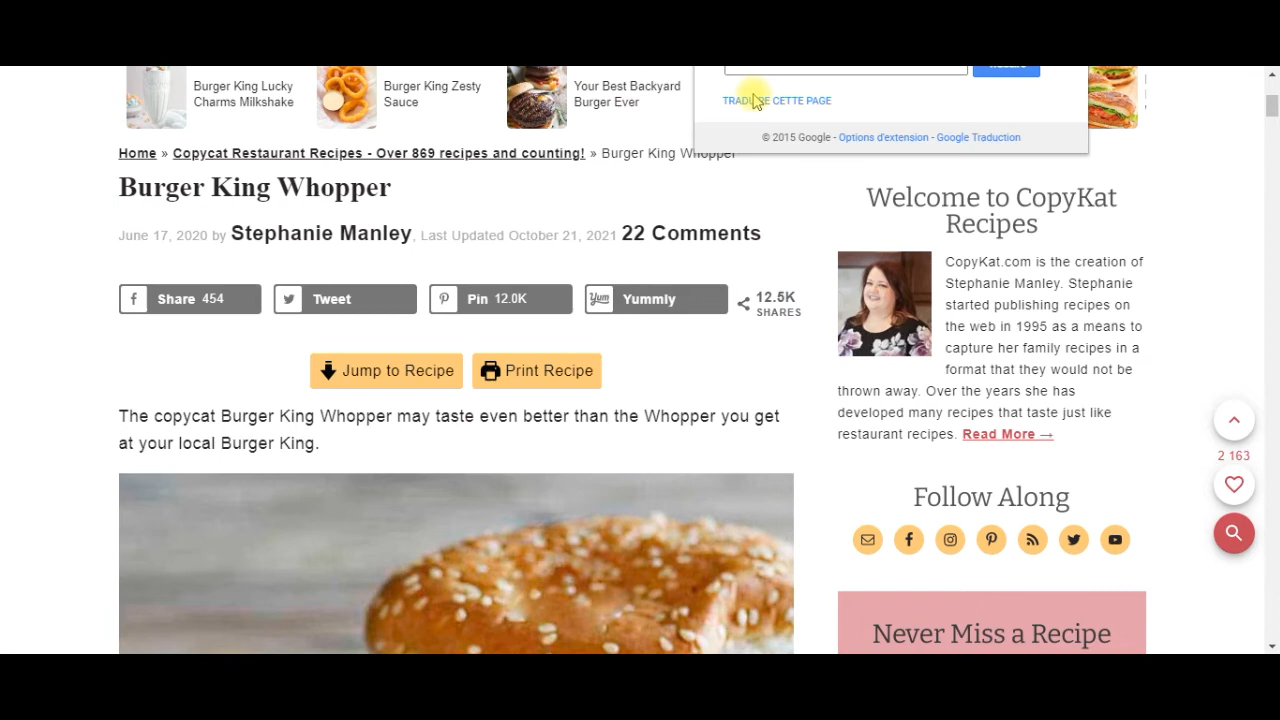 Burger King Lucky
Charms Milkshake
Burger King Zesty
Sauce
Your Best Backyard
Burger Ever
TRADUIRE CETTE PAGE
© 2015 Google - Options d'extension - Google Traduction
Home » Copycat Restaurant Recipes - Over 869 recipes and counting! » Burger King Whopper
Burger King Whopper
June 17, 2020 by Stephanie Manley, Last Updated October 21, 2021 22 Comments
Share 454
Tweet
Pin 12.0K
Yum Yummly
12.5K
SHARES
Jump to Recipe
Print Recipe
The copycat Burger King Whopper may taste even better than the Whopper you get
at your local Burger King.
Welcome to CopyKat
Recipes
CopyKat.com is the creation of
Stephanie Manley. Stephanie
started publishing recipes on
the web in 1995 as a means to
capture her family recipes in a
format that they would not be
thrown away. Over the years she has
developed many recipes that taste just like
restaurant recipes. Read More →
2 163
Follow Along
Never Miss a Recipe